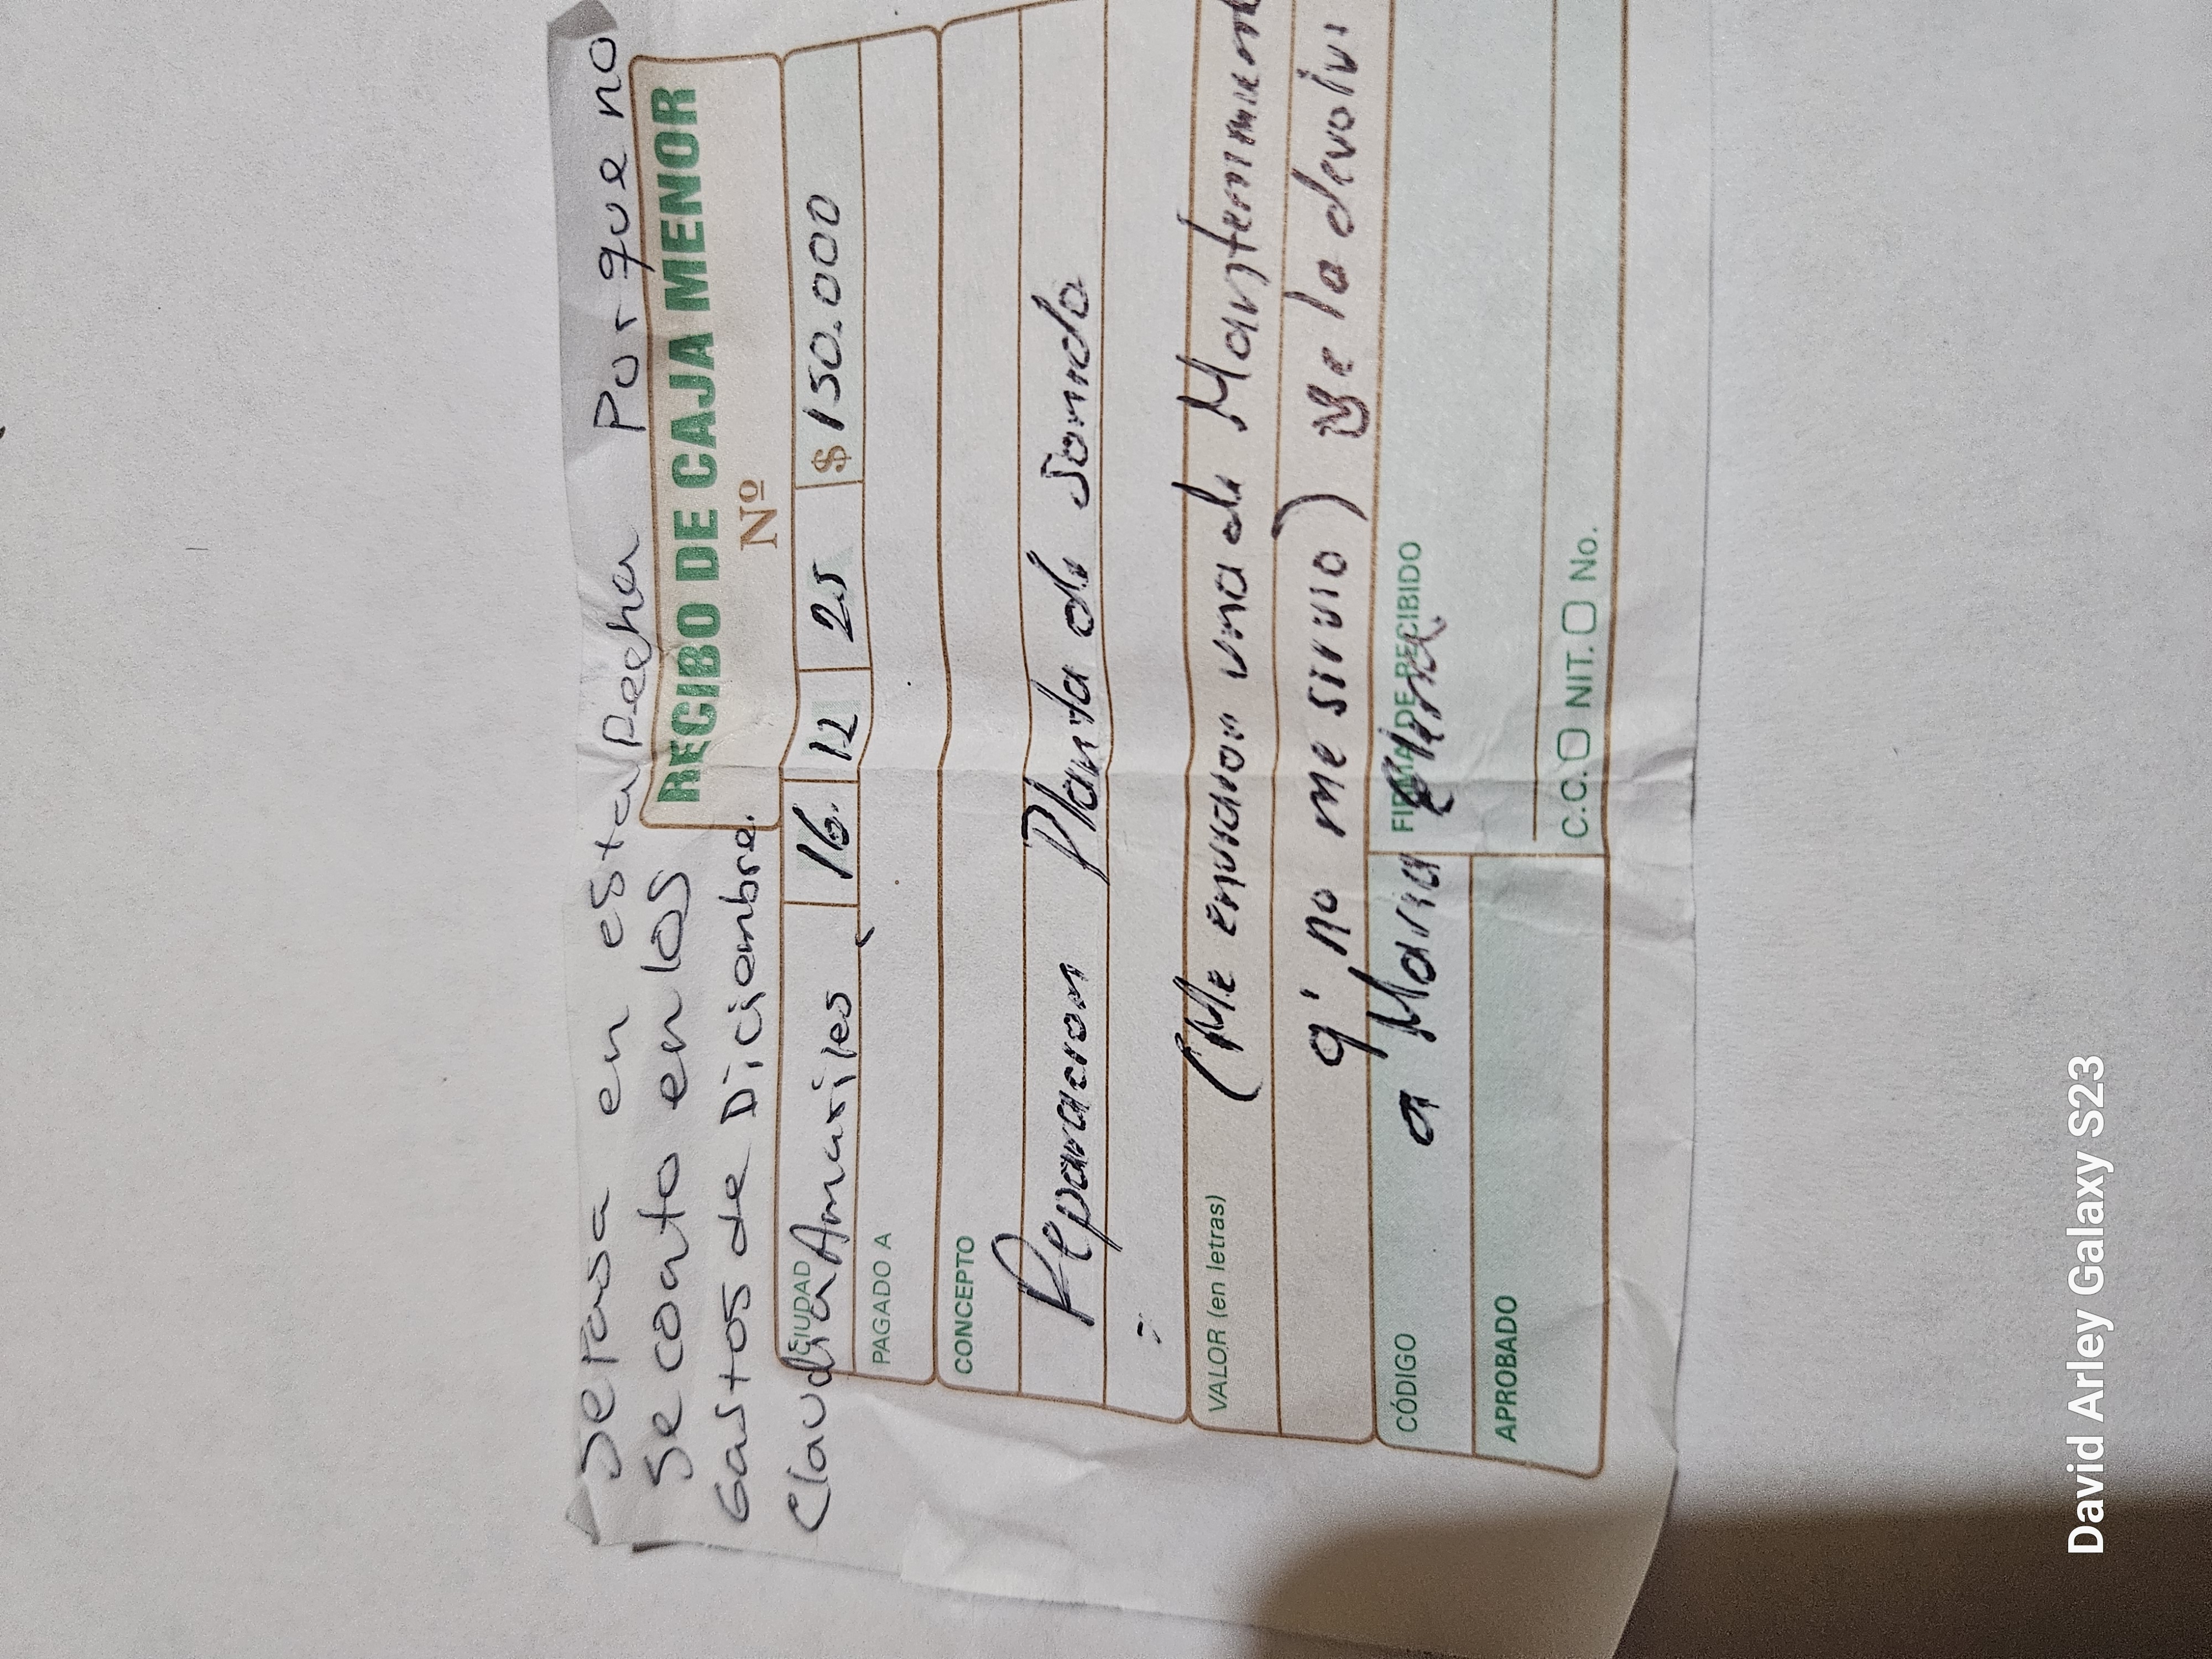 Se Pasa en esta Fecha Porque no
Se conto en los
Gastos de Diciembre.
RECIBO DE CAJA MENOR
Nº
CIUDAD
Claudia Amariles
16. 12 25 $ 150.000
PAGADO A
CONCEPTO
Reparacion Planta de sonido
VALOR (en letras)
(Me enviaron una de Mantenimient
q' no me sirvio) se la devolvi
a Maria Elena
CÓDIGO
FIRMA DE RECIBIDO
APROBADO
C.C. NIT. No.
David Arley Galaxy S23